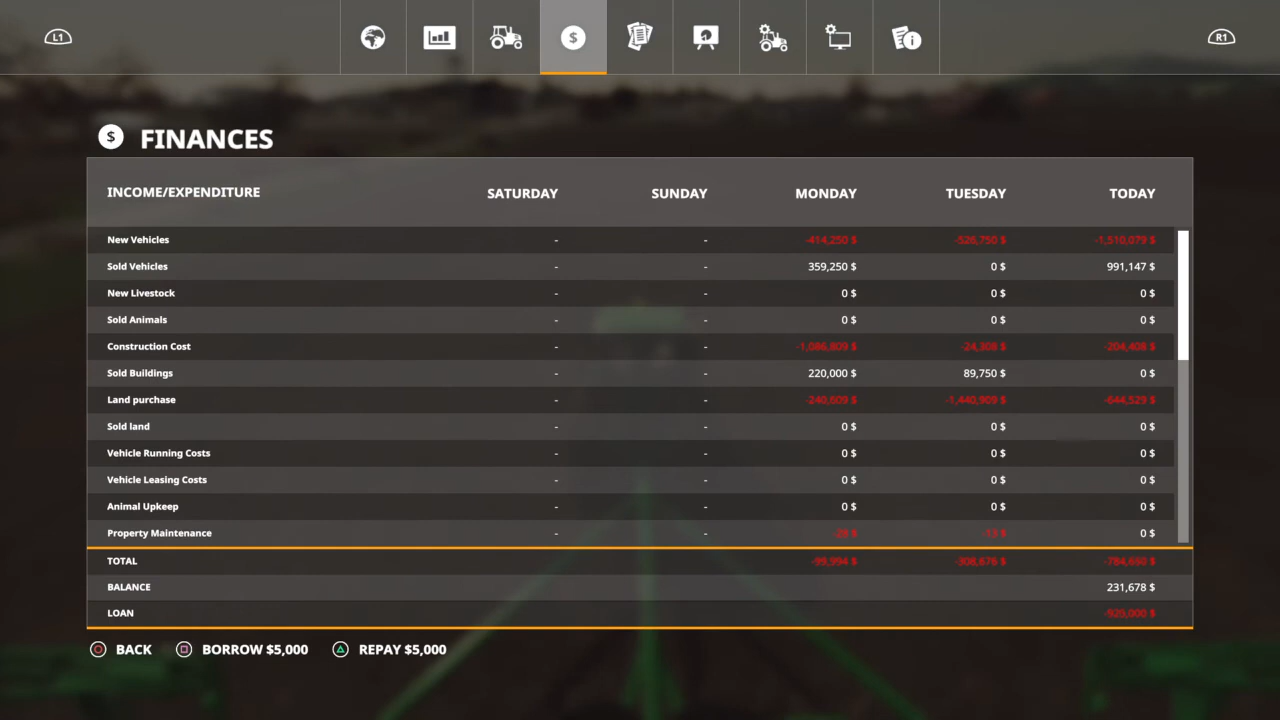 L1 $ R1
$ FINANCES
INCOME/EXPENDITURE SATURDAY SUNDAY MONDAY TUESDAY TODAY
New Vehicles - - -414,250 $ -526,750 $ -1,510,079 $
Sold Vehicles - - 359,250 $ 0 $ 991,147 $
New Livestock - - 0 $ 0 $ 0 $
Sold Animals - - 0 $ 0 $ 0 $
Construction Cost - - -1,086,809 $ -24,308 $ -204,408 $
Sold Buildings - - 220,000 $ 89,750 $ 0 $
Land purchase - - -240,609 $ -1,440,909 $ -644,529 $
Sold land - - 0 $ 0 $ 0 $
Vehicle Running Costs - - 0 $ 0 $ 0 $
Vehicle Leasing Costs - - 0 $ 0 $ 0 $
Animal Upkeep - - 0 $ 0 $ 0 $
Property Maintenance - - -28 $ -13 $ 0 $
TOTAL -99,994 $ -308,676 $ -784,650 $
BALANCE 231,678 $
LOAN $
BACK BORROW $5,000 REPAY $5,000